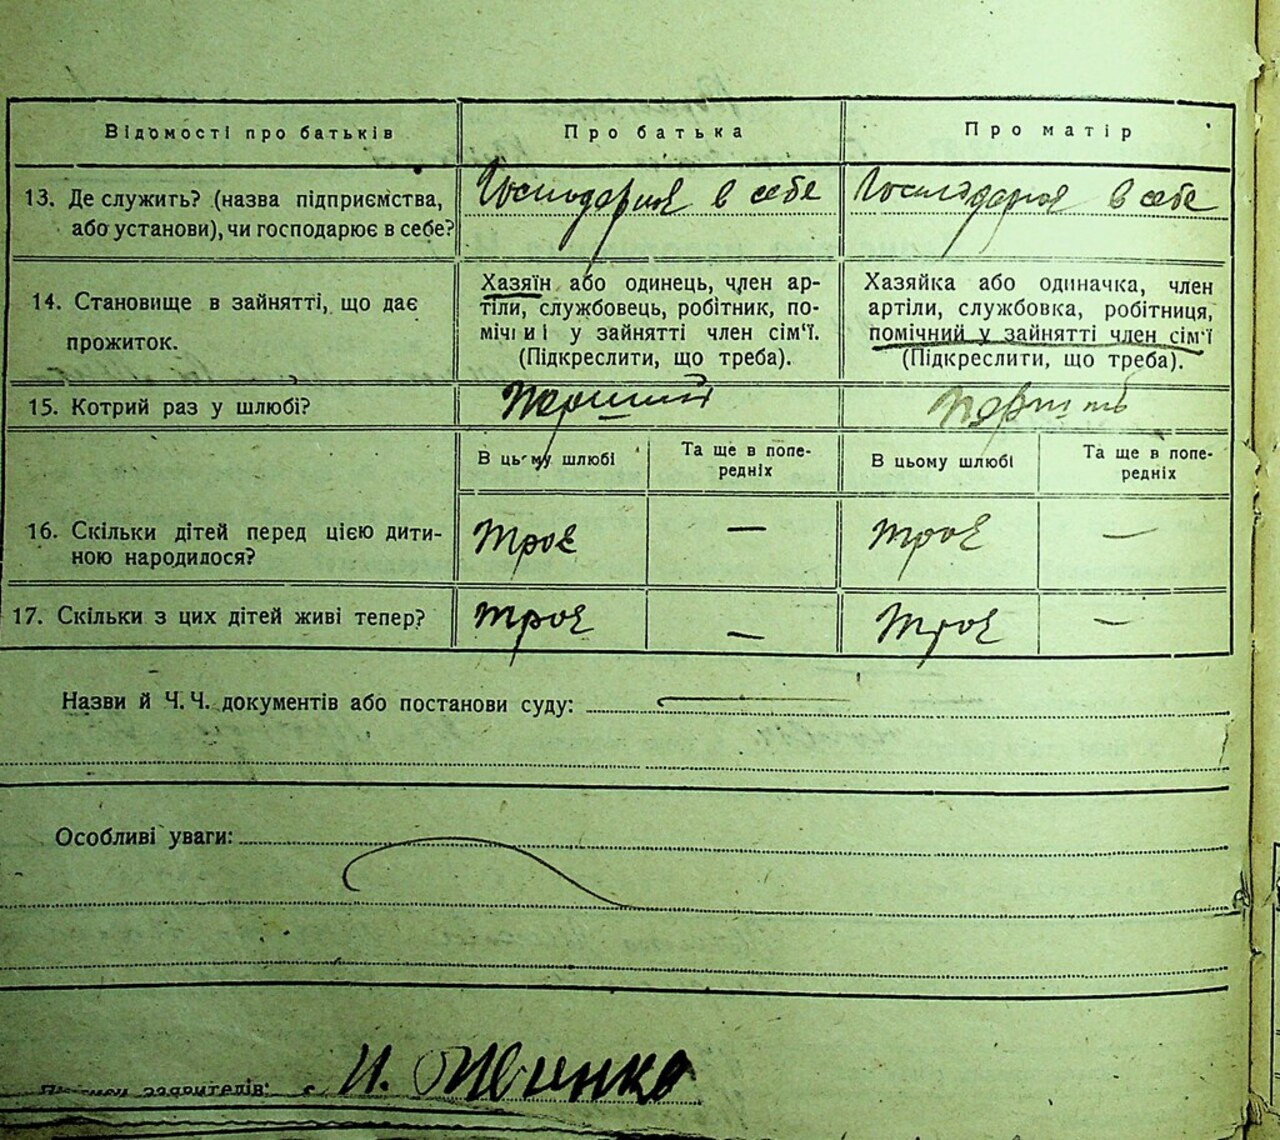 Відомості про батьків Про батька Про матір
13. Де служить? (назва підприємства, Господарює в себе Господарює в себе
або установи), чи господарює в себе?
14. Становище в зайнятті, що дає
прожиток.
Хазяїн або одинець, член ар-
тіли, службовець, робітник, по-
мічний у зайнятті член сім'ї.
(Підкреслити, що треба).
Хазяйка або одиначка, член
артіли, службовка, робітниця,
помічний у зайнятті член сім'ї
(Підкреслити, що треба).
15. Котрий раз у шлюбі? Перший
В цьому шлюбі Та ще в попе-
редніх
В цьому шлюбі Та ще в попе-
редніх
16. Скільки дітей перед цією дити-
ною народилося?
троє — троє —
17. Скільки з цих дітей живі тепер? троє — троє —
Назви й Ч. Ч. документів або постанови суду: —
Особливі уваги:
заявителів: И.